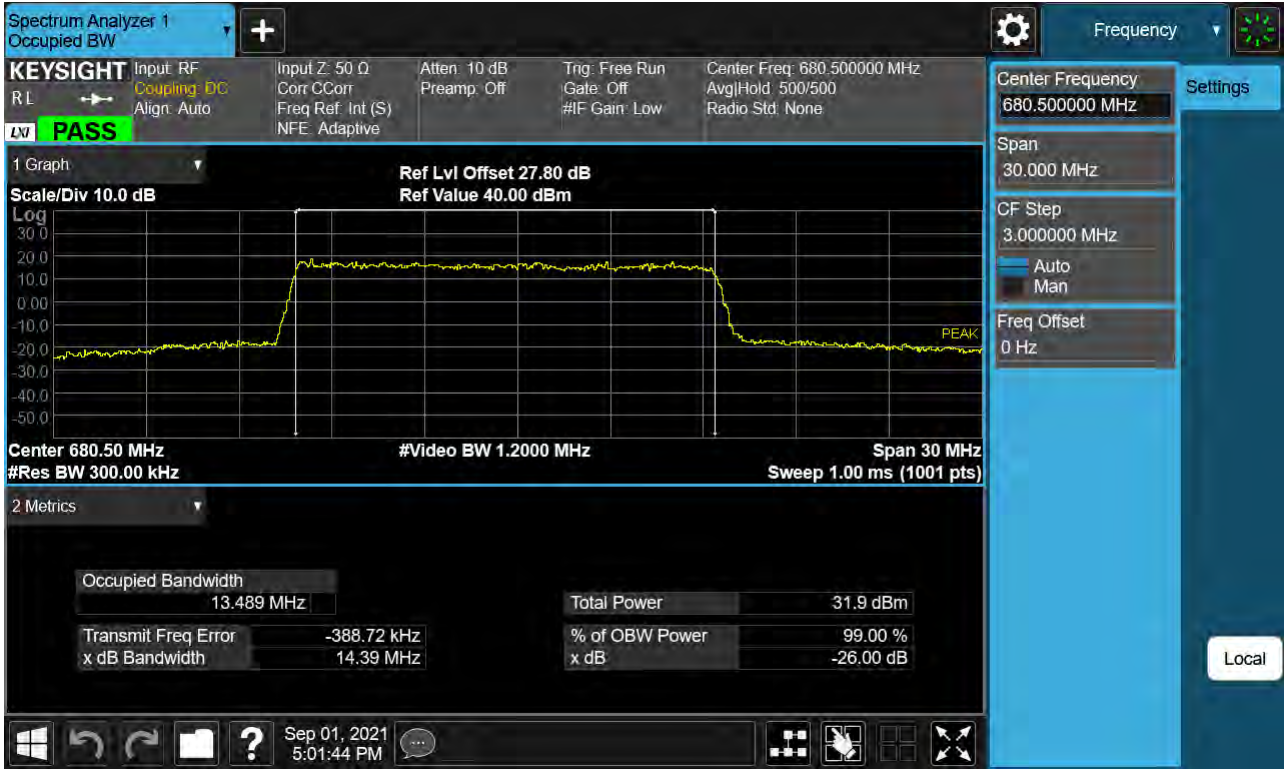 Spectrum Analyzer 1
Occupied BW
Frequency
KEYSIGHT
RL
LXI PASS
Input: RF
Coupling: DC
Align: Auto
Input Z: 50 Ω
Corr CCorr
Freq Ref: Int (S)
NFE: Adaptive
Atten: 10 dB
Preamp: Off
Trig: Free Run
Gate: Off
#IF Gain: Low
Center Freq: 680.500000 MHz
Avg|Hold: 500/500
Radio Std: None
Center Frequency
680.500000 MHz
Settings
Span
30.000 MHz
CF Step
3.000000 MHz
Auto
Man
Freq Offset
0 Hz
1 Graph
Scale/Div 10.0 dB
Ref Lvl Offset 27.80 dB
Ref Value 40.00 dBm
Log
30.0
20.0
10.0
0.00
-10.0
-20.0
-30.0
-40.0
-50.0
PEAK
Center 680.50 MHz
#Video BW 1.2000 MHz
Span 30 MHz
#Res BW 300.00 kHz
Sweep 1.00 ms (1001 pts)
2 Metrics
Occupied Bandwidth
13.489 MHz
Total Power 31.9 dBm
Transmit Freq Error -388.72 kHz
% of OBW Power 99.00 %
x dB Bandwidth 14.39 MHz
x dB -26.00 dB
Local
?
Sep 01, 2021
5:01:44 PM